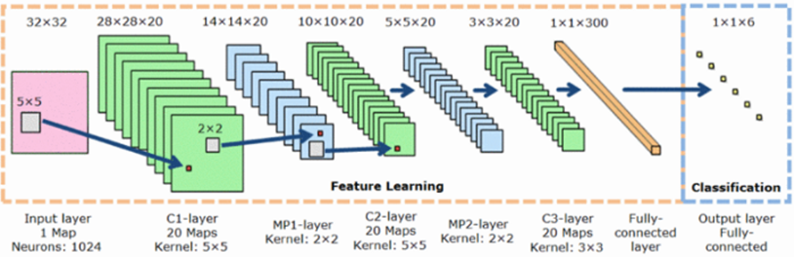 32×32 28×28×20 14×14×20 10×10×20 5×5×20 3×3×20 1×1×300 1×1×6
5×5
2×2
Feature Learning
Classification
Input layer
1 Map
Neurons: 1024
C1-layer
20 Maps
Kernel: 5×5
MP1-layer
Kernel: 2×2
C2-layer
20 Maps
Kernel: 5×5
MP2-layer
Kernel: 2×2
C3-layer
20 Maps
Kernel: 3×3
Fully-
connected
layer
Output layer
Fully-
connected